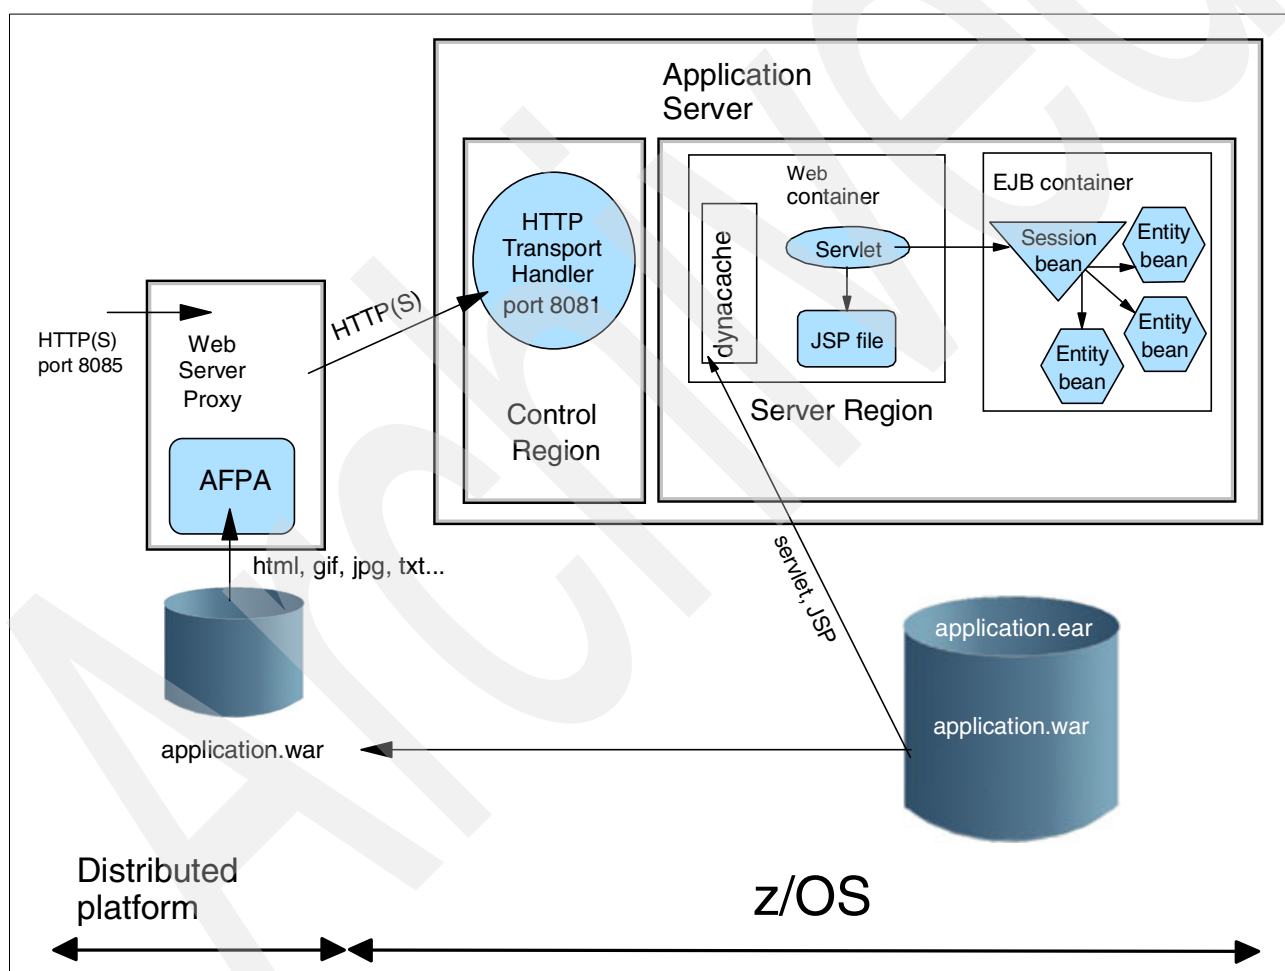 Application
Server
HTTP
Transport
Handler
port 8081
Control
Region
Web
container
dynacache
Servlet
JSP file
Server Region
EJB container
Session
bean
Entity
bean
Entity
bean
Entity
bean
HTTP(S)
port 8085
Web
Server
Proxy
AFPA
HTTP(S)
html, gif, jpg, txt...
application.war
servlet, JSP
application.ear
application.war
Distributed
platform
z/OS
Archived